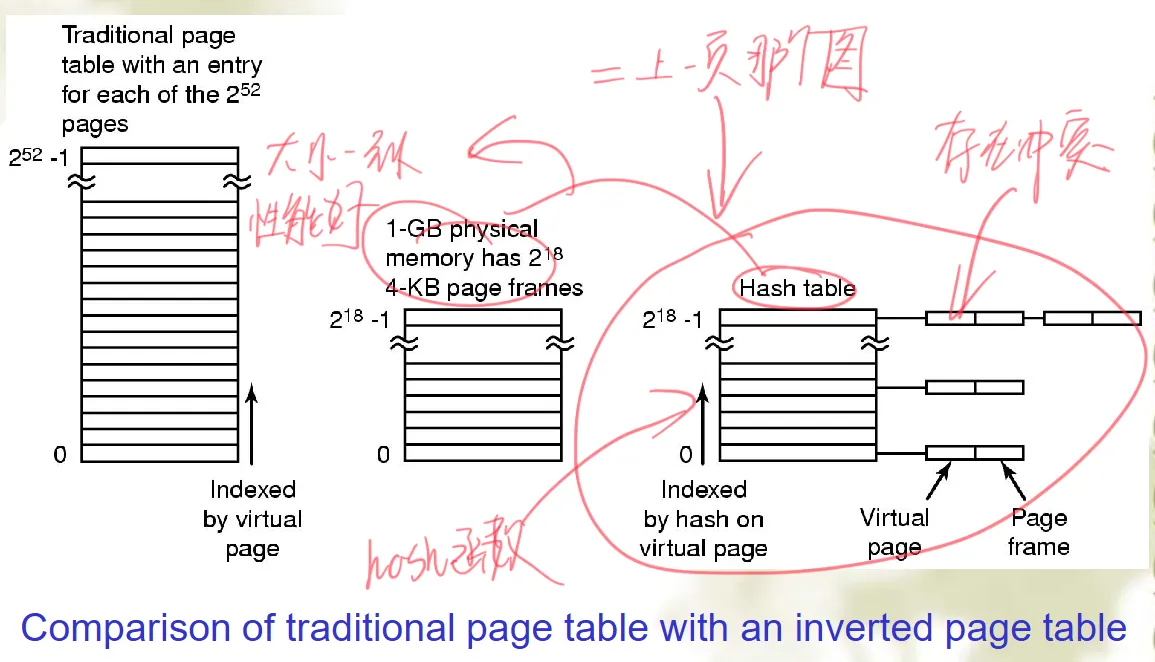 Traditional page
table with an entry
for each of the 2^52
pages
2^52 -1
0
Indexed
by virtual
page
大小一致
性能好
1-GB physical
memory has 2^18
4-KB page frames
2^18 -1
0
=上一页那个图
存在冲突
Hash table
2^18 -1
0
Indexed
by hash on
virtual page
hash函数
Virtual
page
Page
frame
Comparison of traditional page table with an inverted page table